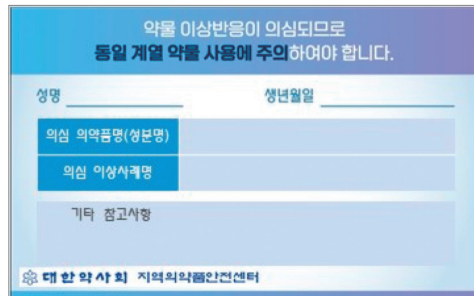 약물 이상반응이 의심되므로
동일 계열 약물 사용에 주의하여야 합니다.
성명 생년월일
의심 의약품명(성분명)
의심 이상사례명
기타 참고사항
대한약사회 지역의약품안전센터